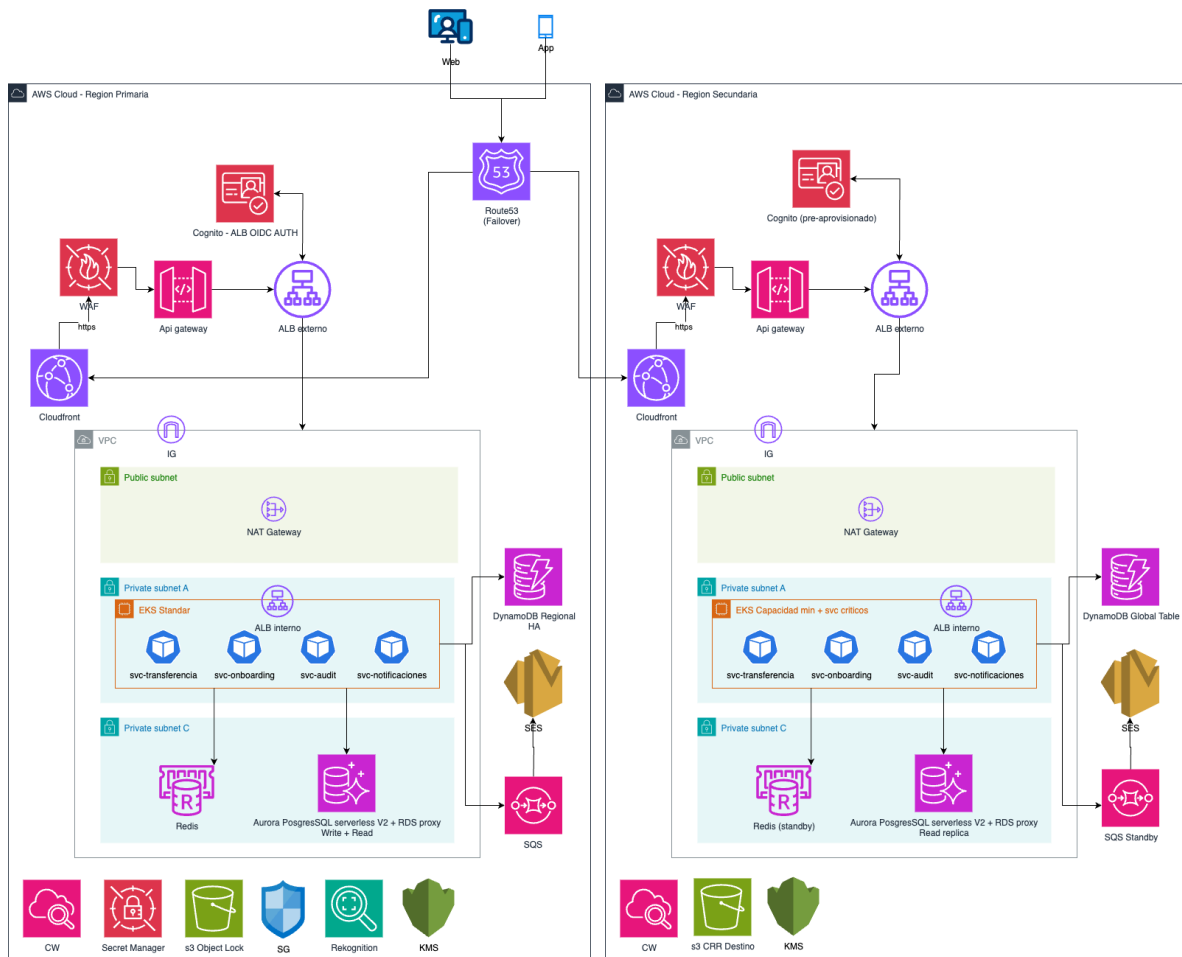 Web
App
AWS Cloud - Region Primaria
53
Route53
(Failover)
Cognito - ALB OIDC AUTH
WAF
https
Api gateway
ALB externo
Cloudfront
VPC
IG
Public subnet
NAT Gateway
Private subnet A
EKS Standar
ALB interno
svc-transferencia
svc-onboarding
svc-audit
svc-notificaciones
DynamoDB Regional
HA
SES
Private subnet C
R
Redis
Aurora PosgresSQL serverless V2 + RDS proxy
Write + Read
SQS
CW
Secret Manager
s3 Object Lock
SG
Rekognition
KMS
AWS Cloud - Region Secundaria
Cognito (pre-aprovisionado)
WAF
https
Api gateway
ALB externo
Cloudfront
VPC
IG
Public subnet
NAT Gateway
Private subnet A
EKS Capacidad min + svc criticos
ALB interno
svc-transferencia
svc-onboarding
svc-audit
svc-notificaciones
DynamoDB Global Table
SES
Private subnet C
R
Redis (standby)
Aurora PosgresSQL serverless V2 + RDS proxy
Read replica
SQS Standby
CW
s3 CRR Destino
KMS